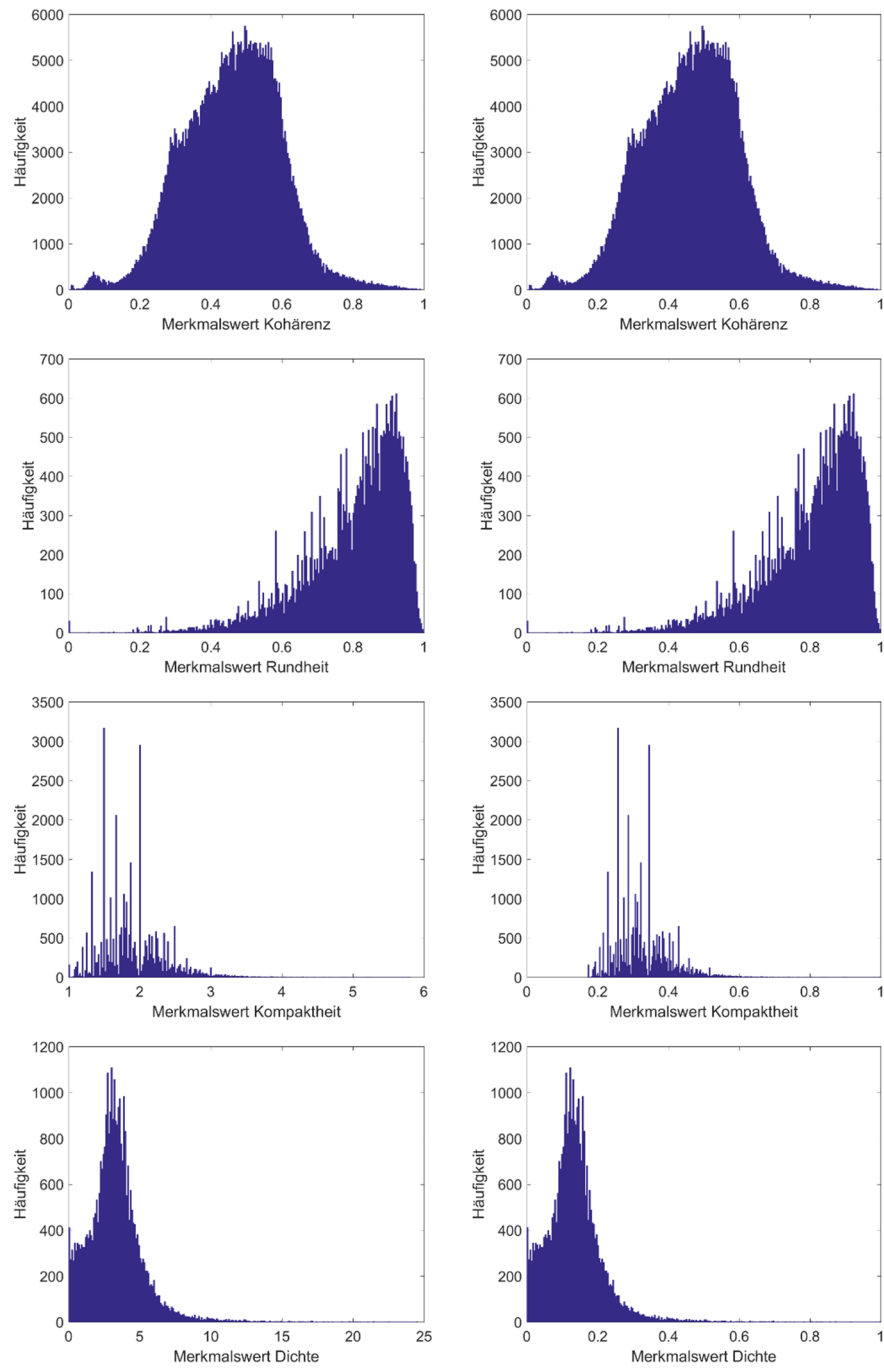 6000
5000
4000
3000
2000
1000
0
Häufigkeit
0 0.2 0.4 0.6 0.8 1
Merkmalswert Kohärenz
6000
5000
4000
3000
2000
1000
0
Häufigkeit
0 0.2 0.4 0.6 0.8 1
Merkmalswert Kohärenz
700
600
500
400
300
200
100
0
Häufigkeit
0 0.2 0.4 0.6 0.8 1
Merkmalswert Rundheit
700
600
500
400
300
200
100
0
Häufigkeit
0 0.2 0.4 0.6 0.8 1
Merkmalswert Rundheit
3500
3000
2500
2000
1500
1000
500
0
Häufigkeit
1 2 3 4 5 6
Merkmalswert Kompaktheit
3500
3000
2500
2000
1500
1000
500
0
Häufigkeit
0 0.2 0.4 0.6 0.8 1
Merkmalswert Kompaktheit
1200
1000
800
600
400
200
0
Häufigkeit
0 5 10 15 20 25
Merkmalswert Dichte
1200
1000
800
600
400
200
0
Häufigkeit
0 0.2 0.4 0.6 0.8 1
Merkmalswert Dichte